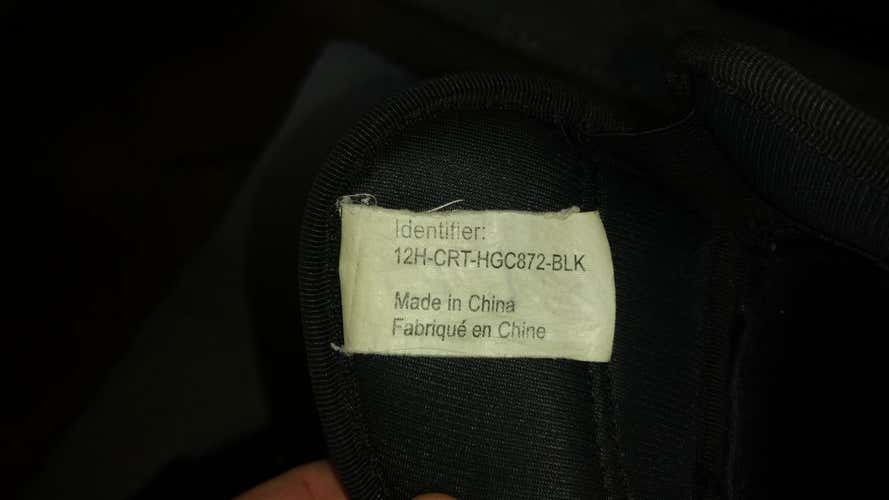 Identifier:
12H-CRT-HGC872-BLK
Made in China
Fabriqué en Chine